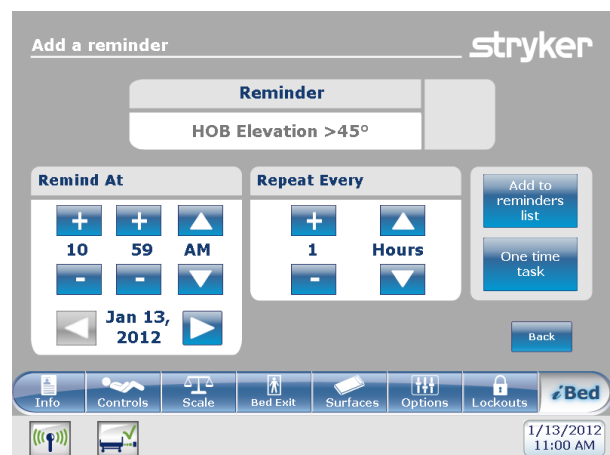 Add a reminder
stryker
Reminder
HOB Elevation >45°
Remind At
Repeat Every
Add to
reminders
list
+ + +
10 59 AM 1 Hours
- - -
One time
task
Jan 13,
2012
Back
Info Controls Scale Bed Exit Surfaces Options Lockouts iBed
1/13/2012
11:00 AM